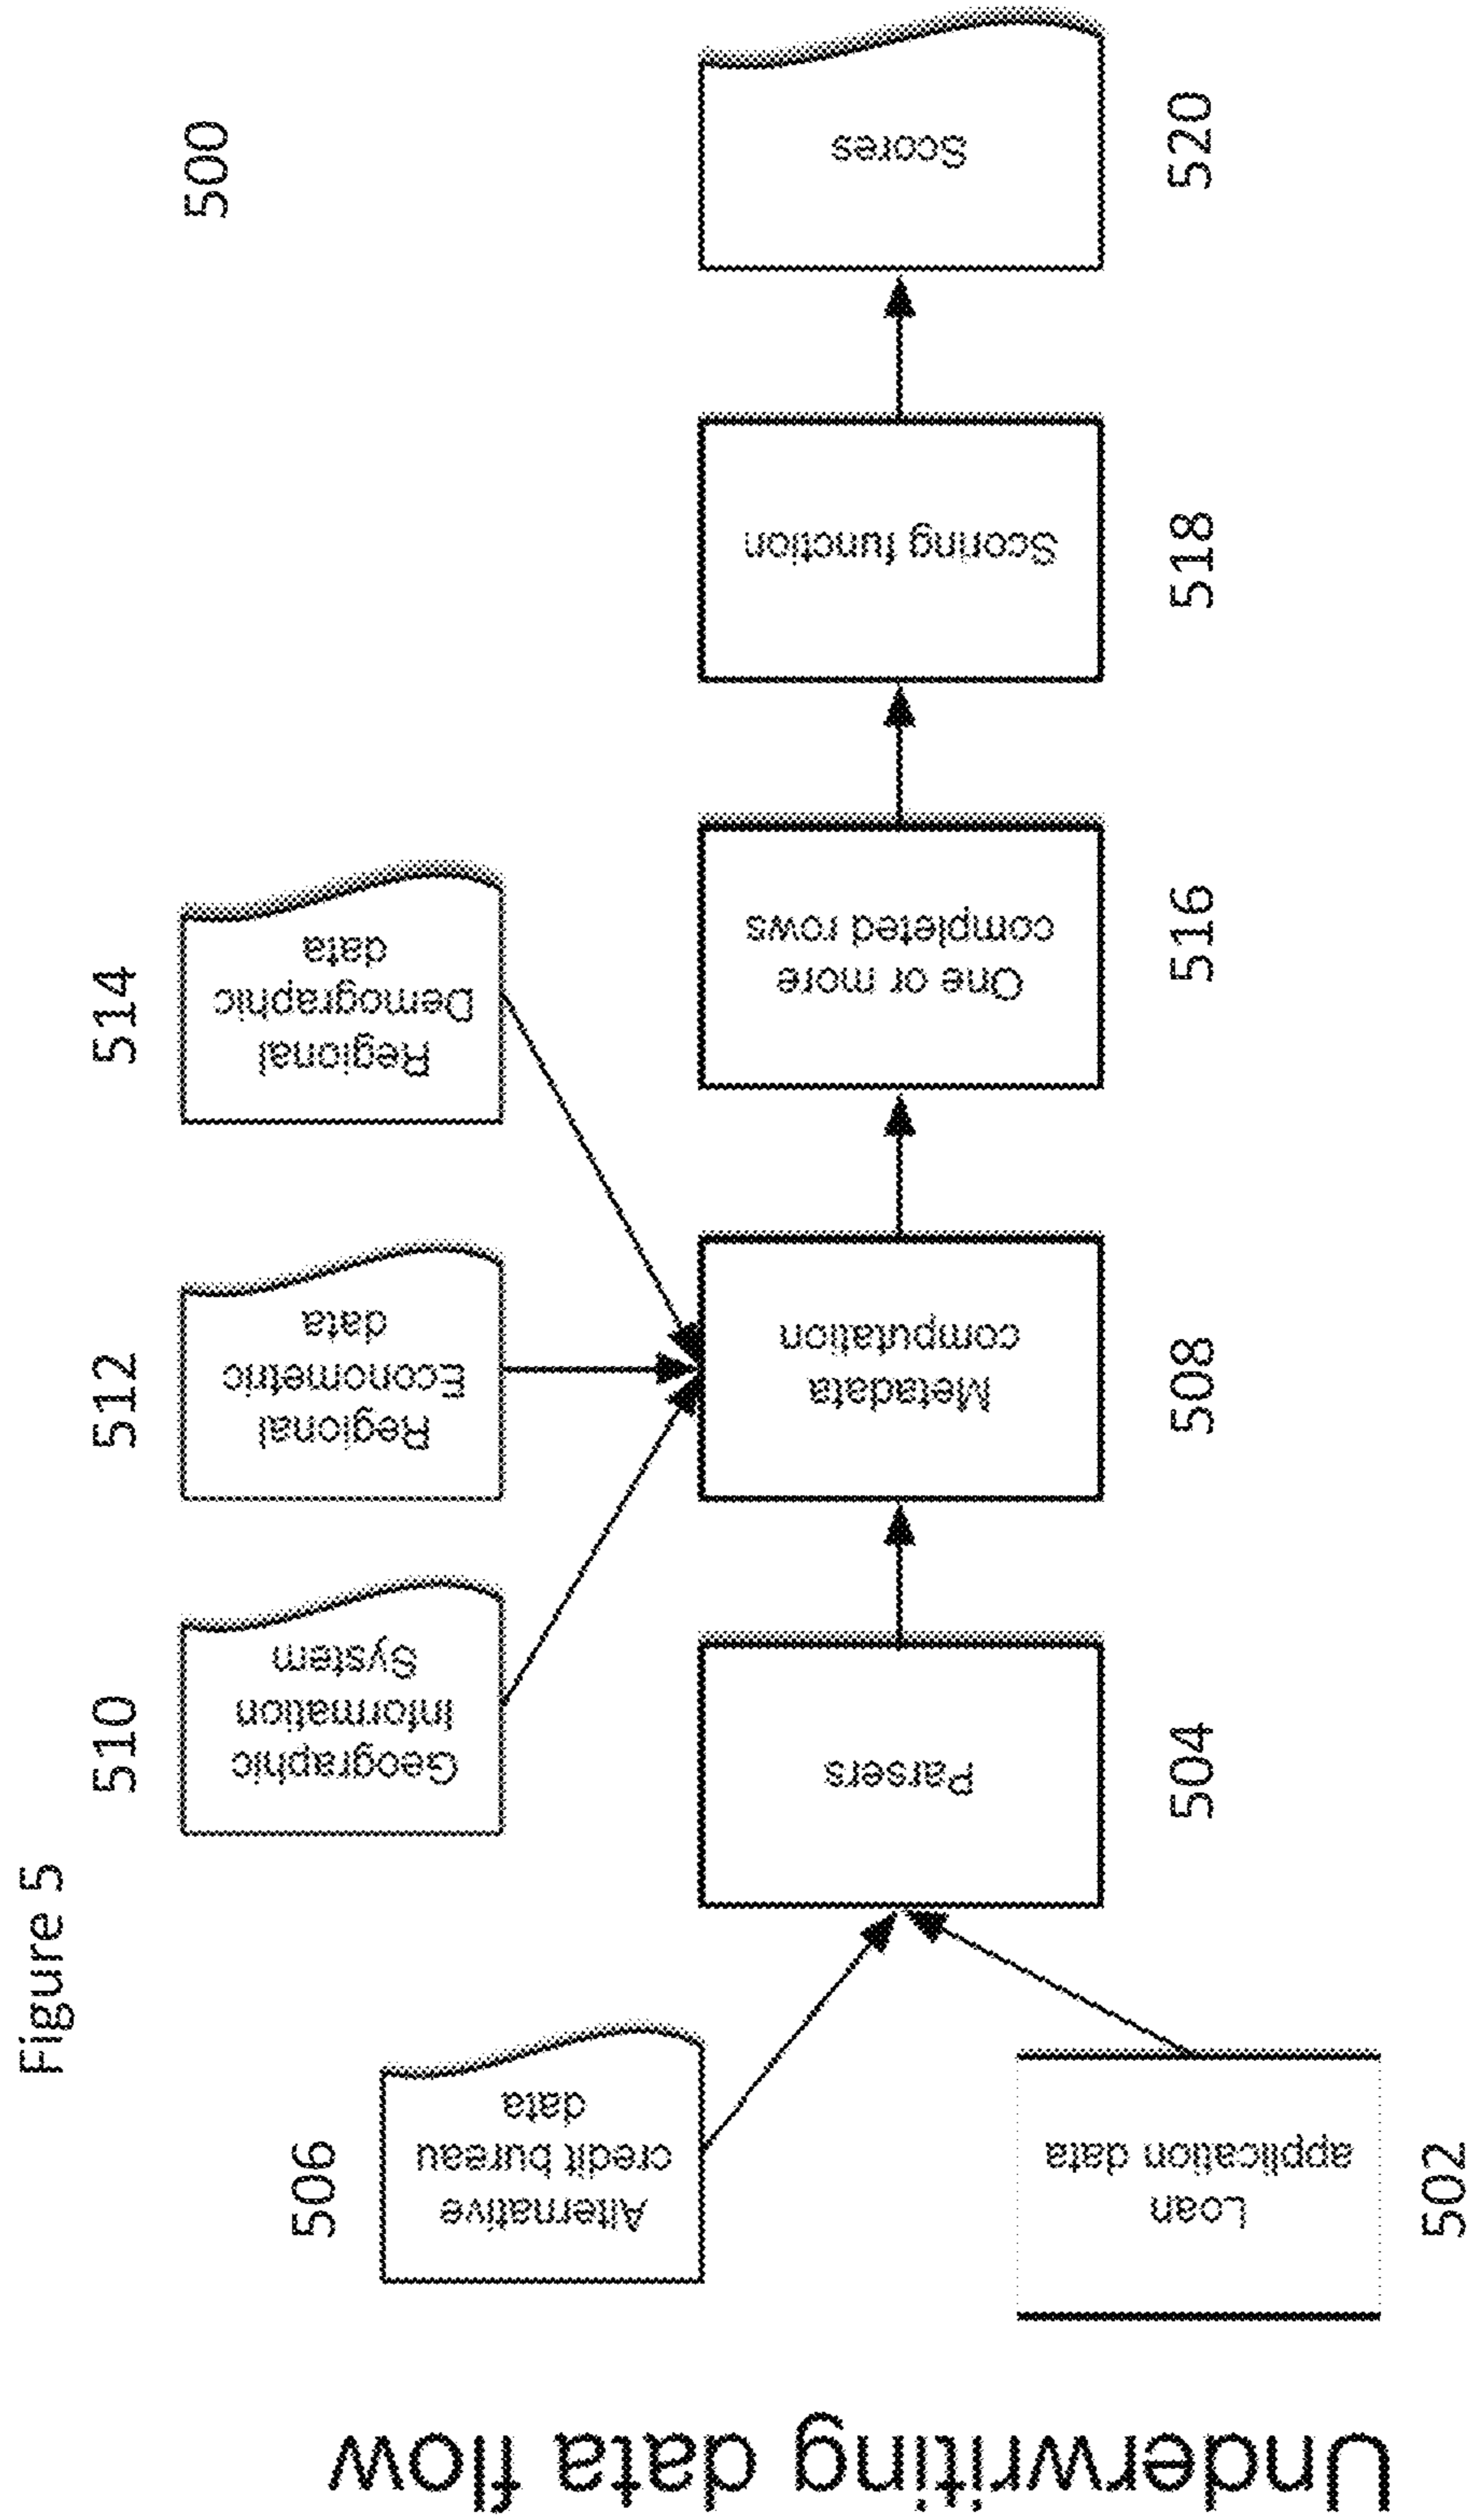 Figure 5
500
Underwriting data flow
506
Alternative
credit bureau
data
Loan
application data
502
Parsers
504
510
Geographic
Information
System
512
Regional
Econometric
data
514
Regional
Demographic
data
Metadata
computation
508
One or more
completed rows
516
Scoring function
518
Scores
520